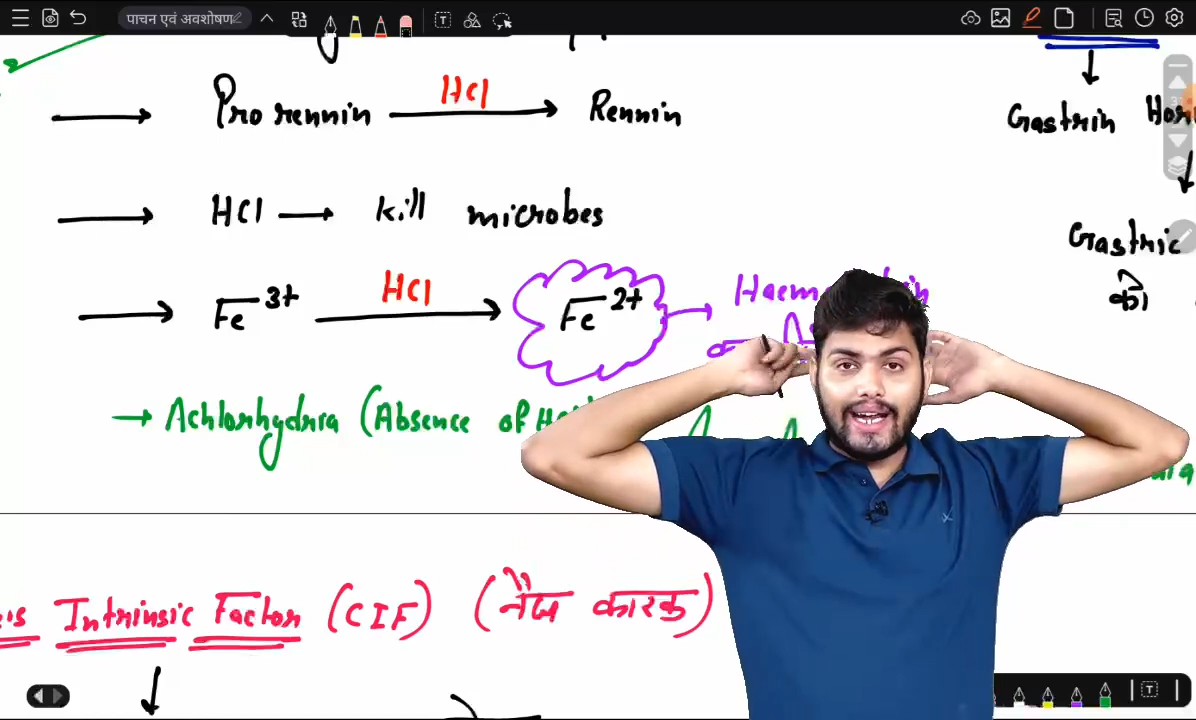 पाचन एवं अवशोषण
Prorennin HCl Rennin
Gastrin
HCl kill microbes
Gastric
का
Fe3+ HCl Fe2+
Achlorhydria (Absence of
Intrinsic Factor (CIF) कारक)